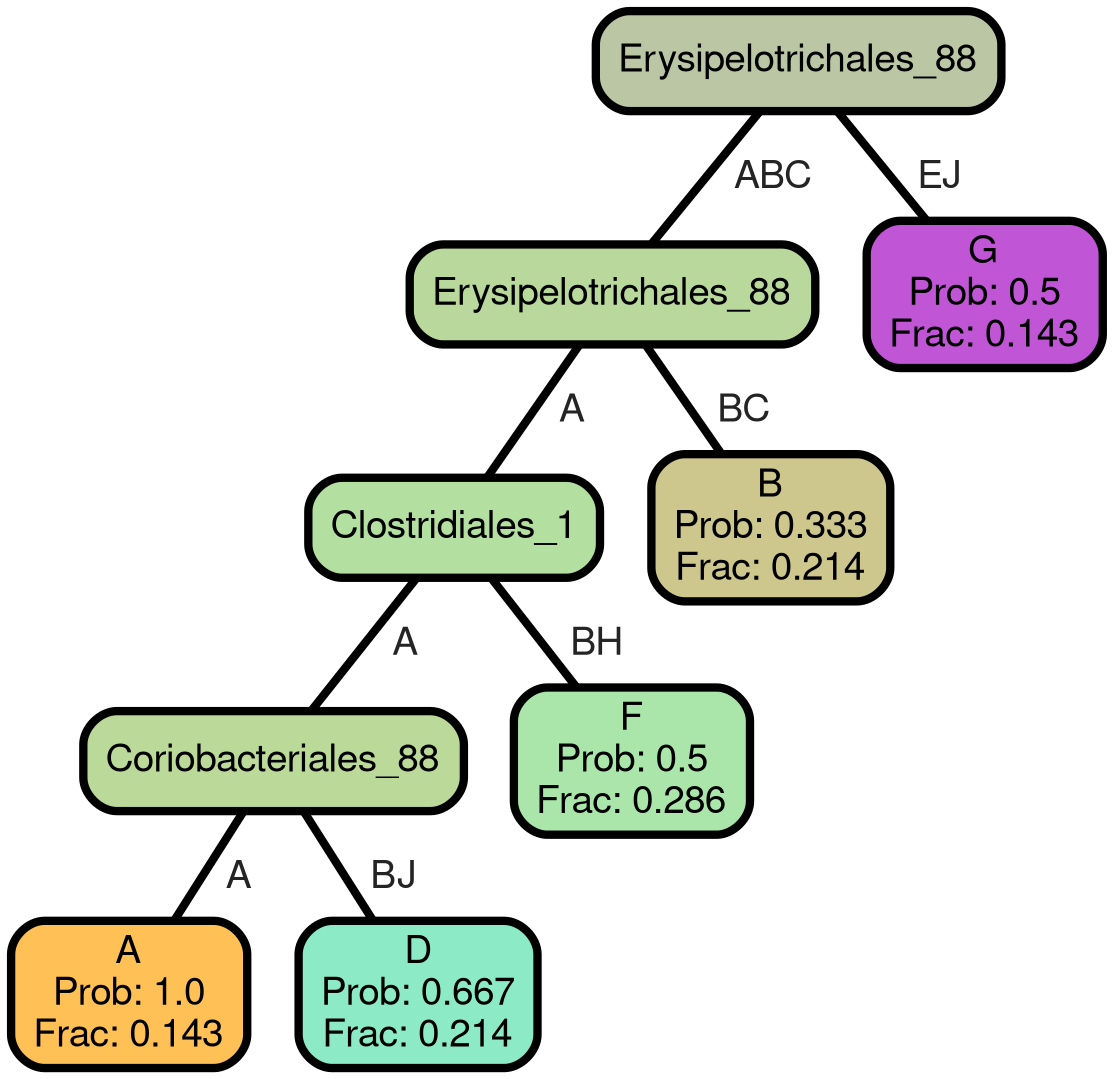 Erysipelotrichales_88
ABC
EJ
Erysipelotrichales_88
G
Prob: 0.5
Frac: 0.143
A
BC
Clostridiales_1
B
Prob: 0.333
Frac: 0.214
A
BH
Coriobacteriales_88
F
Prob: 0.5
Frac: 0.286
A
BJ
A
Prob: 1.0
Frac: 0.143
D
Prob: 0.667
Frac: 0.214